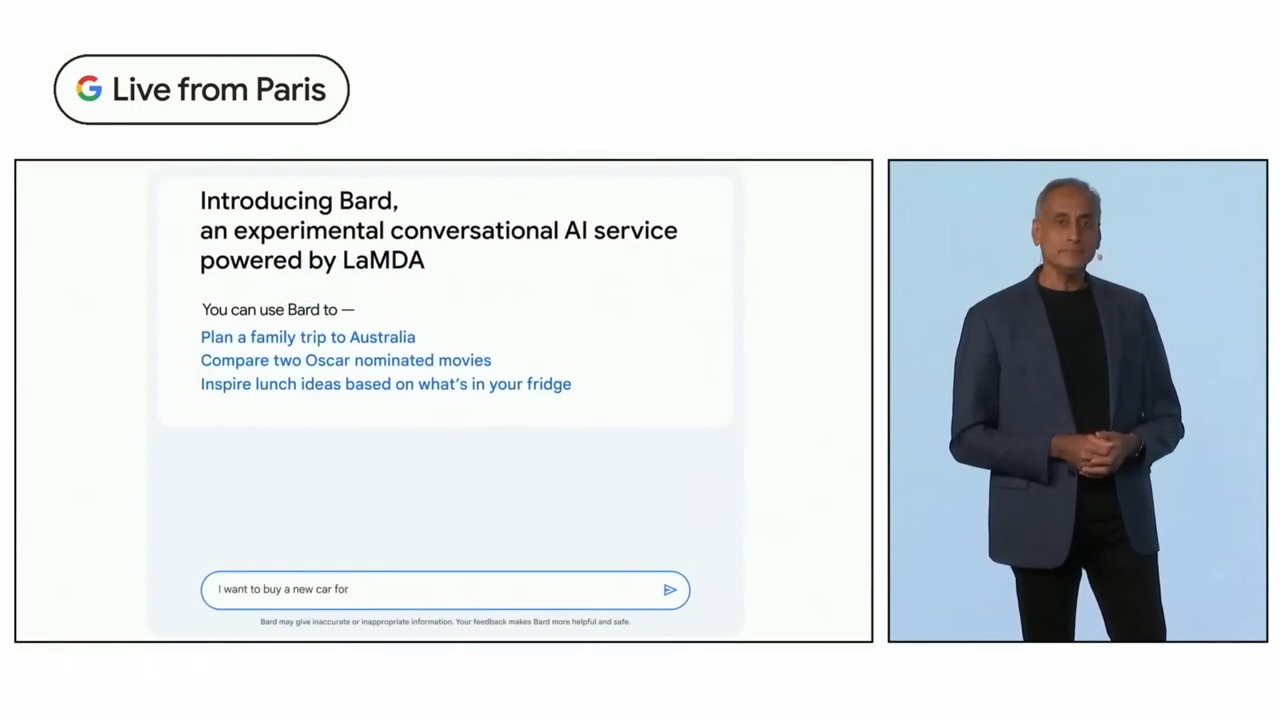 Live from Paris
Introducing Bard,
an experimental conversational AI service
powered by LaMDA
You can use Bard to —
Plan a family trip to Australia
Compare two Oscar nominated movies
Inspire lunch ideas based on what's in your fridge
I want to buy a new car for
Bard may give inaccurate or inappropriate information. Your feedback makes Bard more helpful and safe.